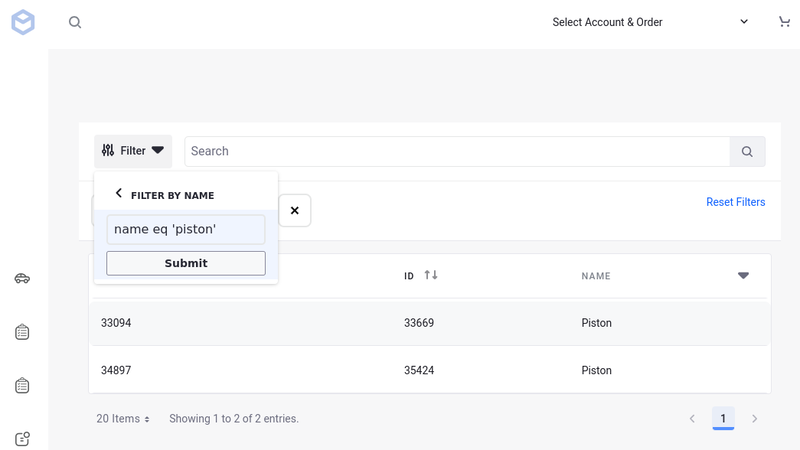 Select Account & Order
Filter
Search
FILTER BY NAME
name eq 'piston'
Submit
Reset Filters
ID
NAME
33094 33669 Piston
34897 35424 Piston
20 Items
Showing 1 to 2 of 2 entries.
1